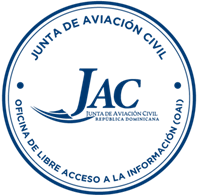 JUNTA DE AVIACIÓN CIVIL
JAC
JUNTA DE AVIACIÓN CIVIL
REPÚBLICA DOMINICANA
OFICINA DE LIBRE ACCESO A LA INFORMACIÓN (OAI)